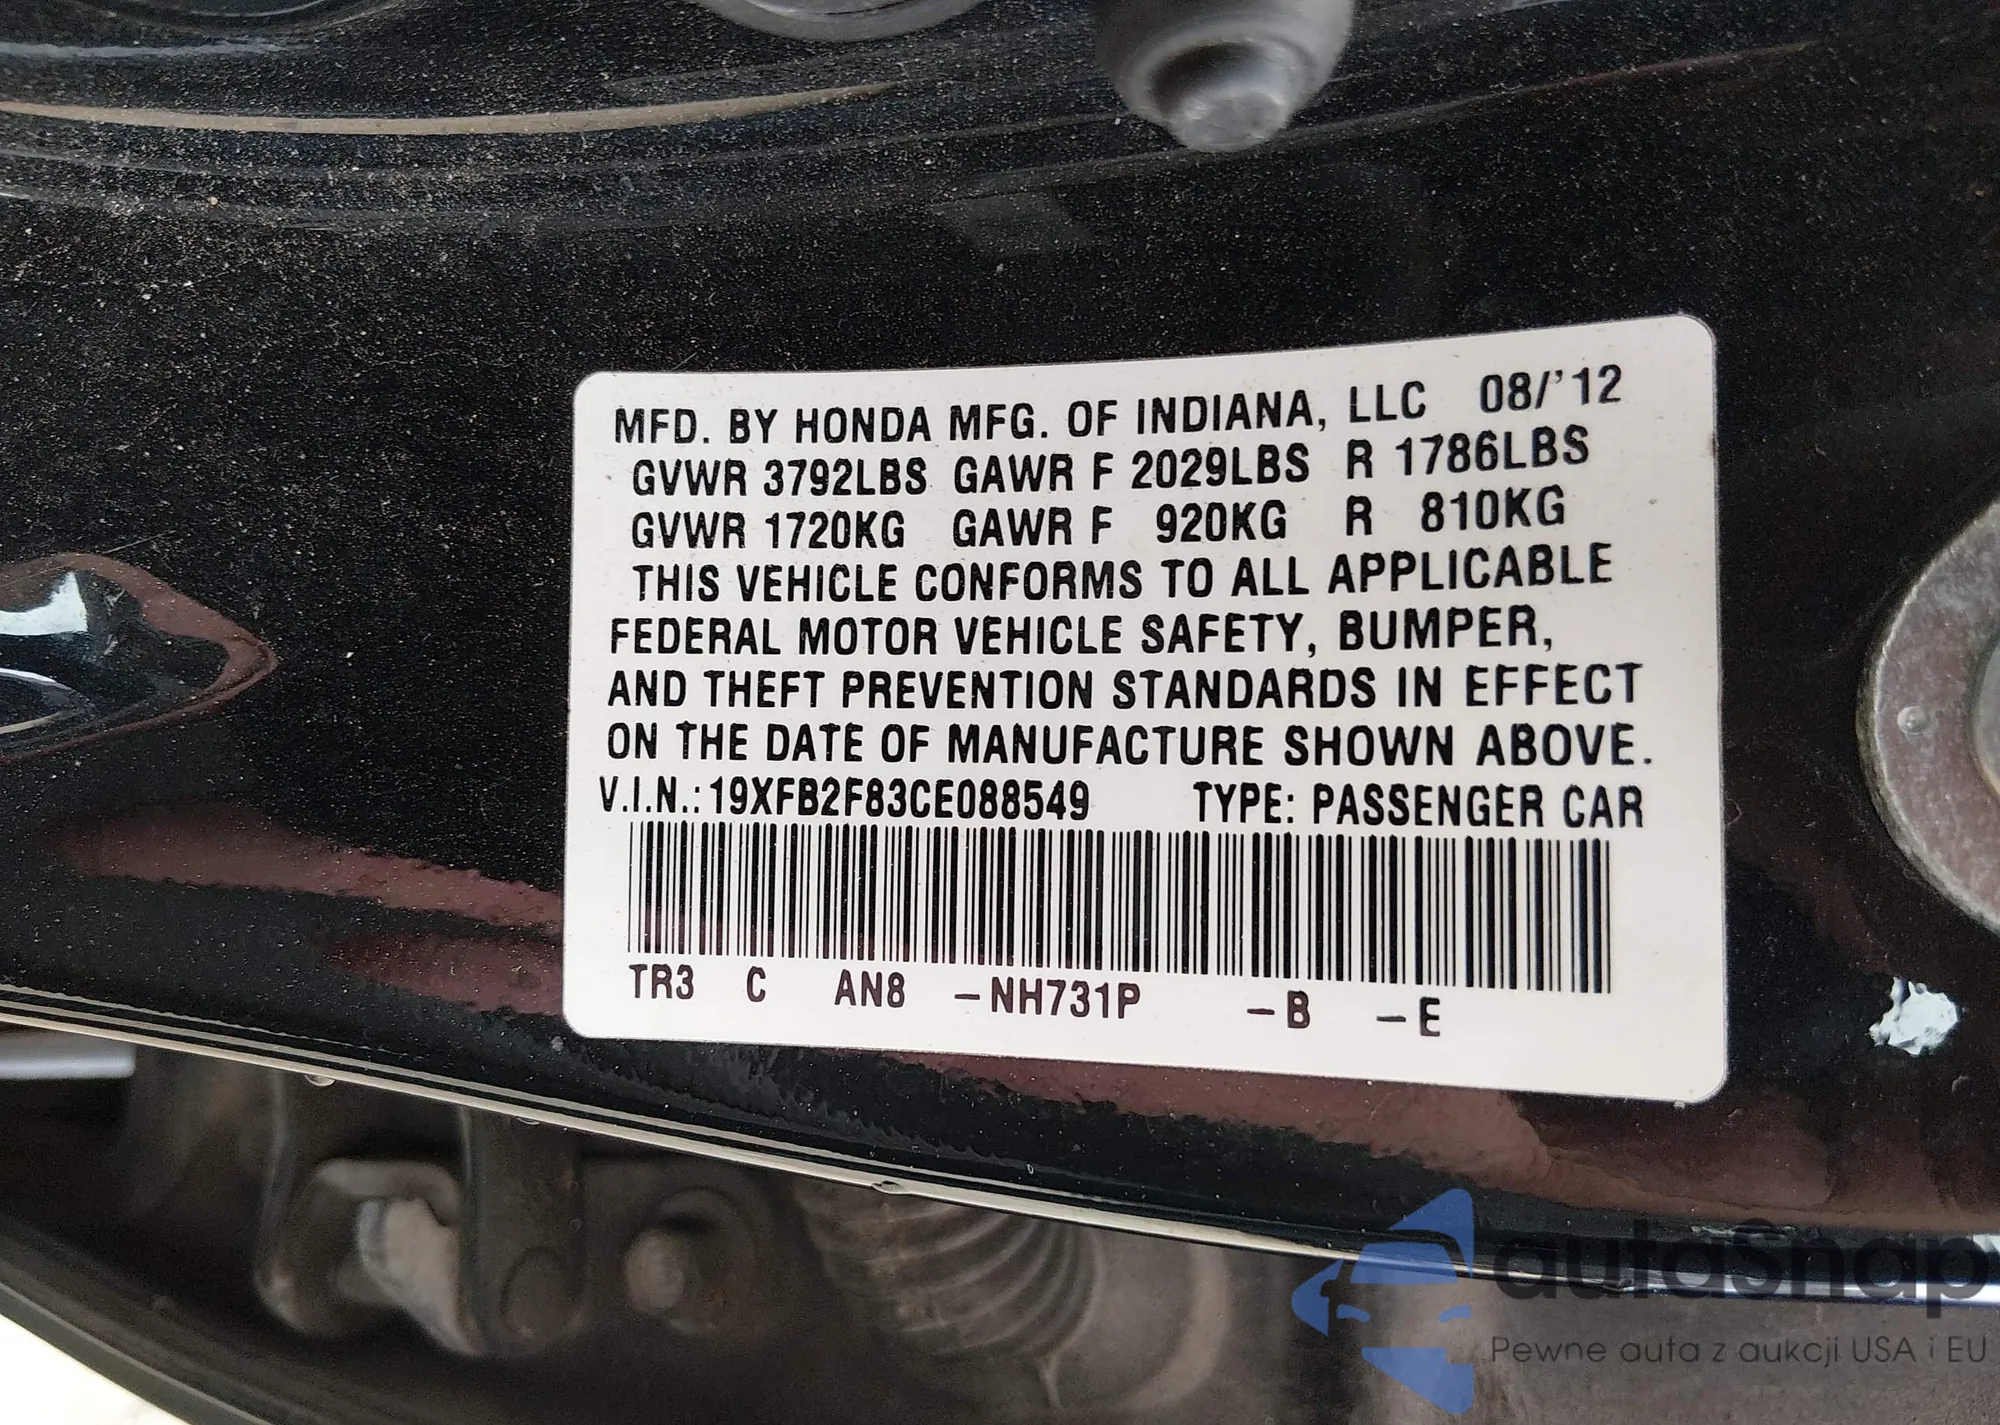 MFD. BY HONDA MFG. OF INDIANA, LLC 08/'12
GVWR 3792LBS GAWR F 2029LBS R 1786LBS
GVWR 1720KG GAWR F 920KG R 810KG
THIS VEHICLE CONFORMS TO ALL APPLICABLE
FEDERAL MOTOR VEHICLE SAFETY, BUMPER,
AND THEFT PREVENTION STANDARDS IN EFFECT
ON THE DATE OF MANUFACTURE SHOWN ABOVE.
V.I.N.: 19XFB2F83CE088549 TYPE: PASSENGER CAR
TR3 C AN8 -NH731P -B -E
autoSnap
Pewne auta z aukcji USA i EU